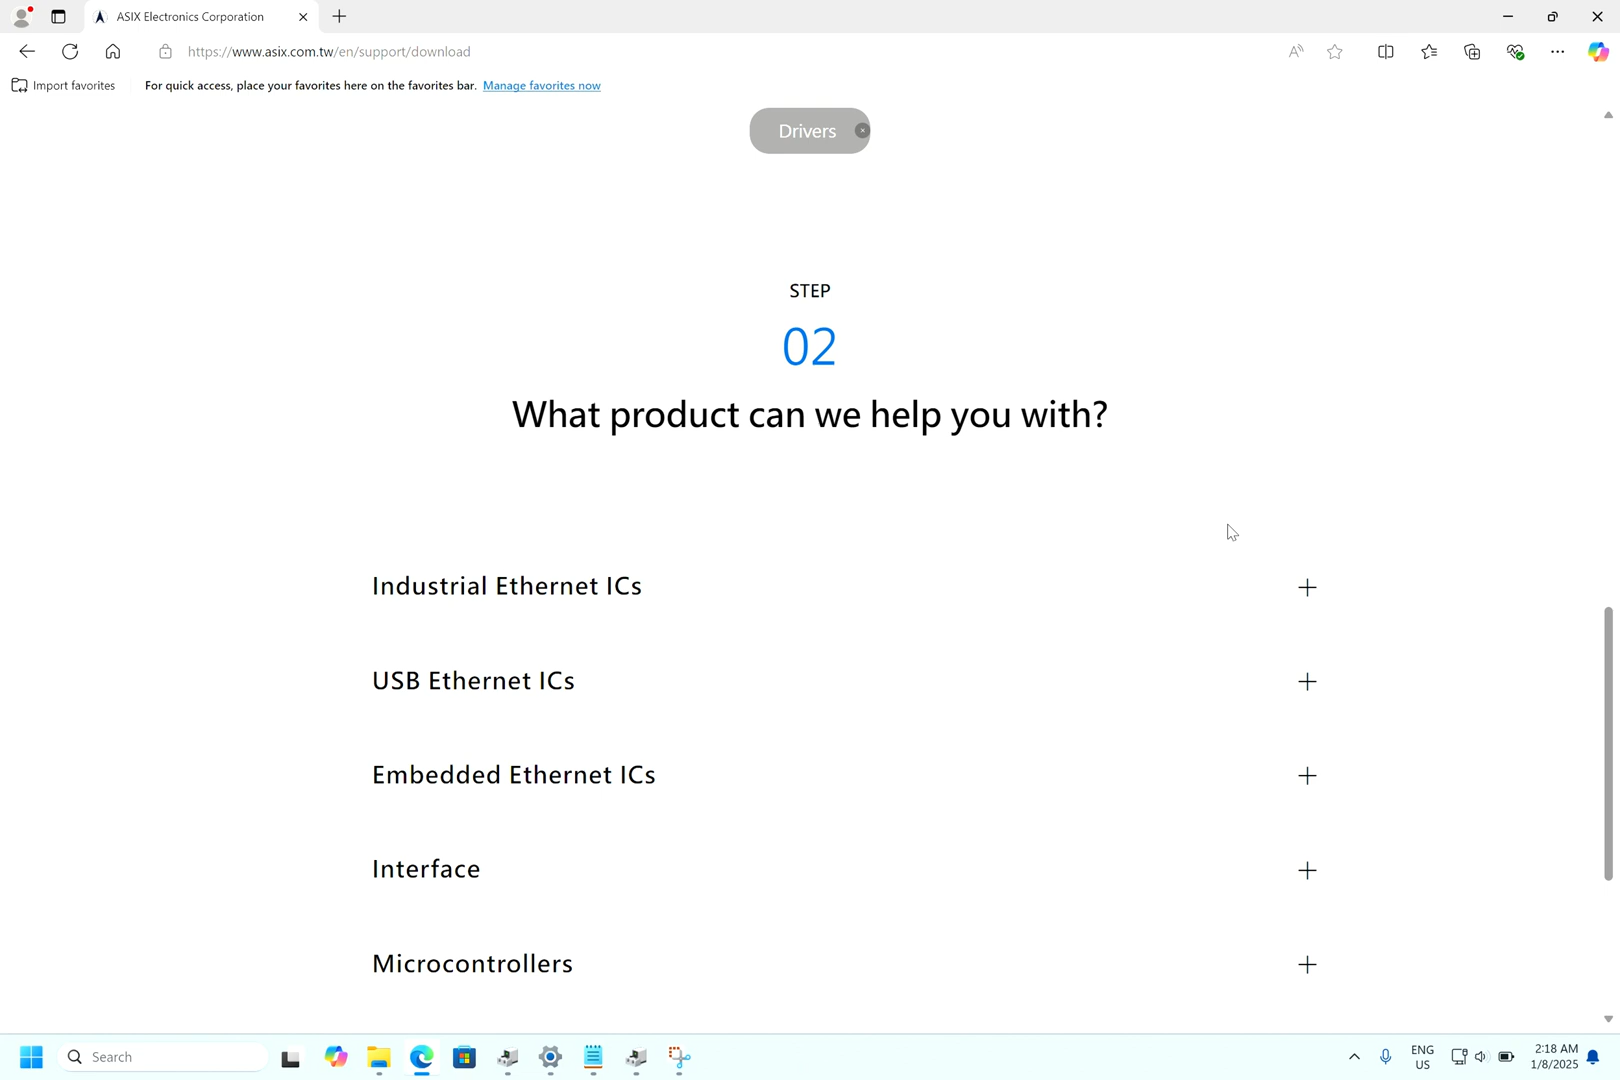 ASIX Electronics Corporation
https://www.asix.com.tw/en/support/download
Import favorites
For quick access, place your favorites here on the favorites bar. Manage favorites now
Drivers
STEP
02
What product can we help you with?
Industrial Ethernet ICs
USB Ethernet ICs
Embedded Ethernet ICs
Interface
Microcontrollers
Search
ENG
US
2:18 AM
1/8/2025